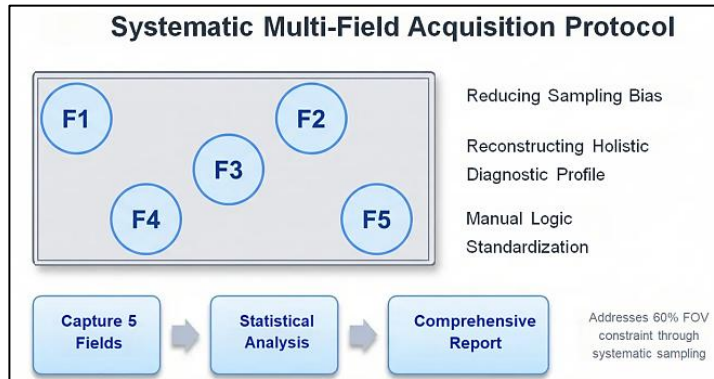 Systematic Multi-Field Acquisition Protocol
F1
F2
F3
F4
F5
Reducing Sampling Bias
Reconstructing Holistic
Diagnostic Profile
Manual Logic
Standardization
Capture 5
Fields
Statistical
Analysis
Comprehensive
Report
Addresses 60% FOV
constraint through
systematic sampling